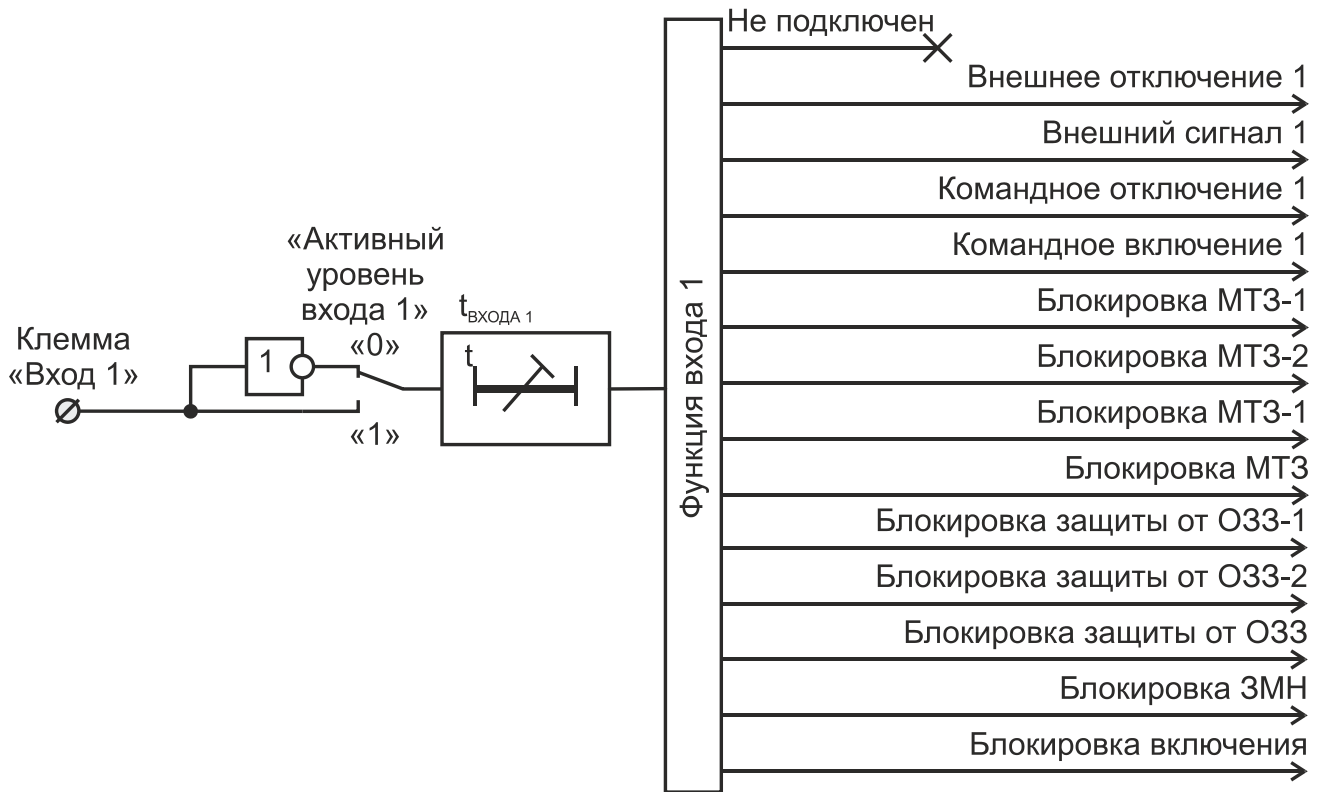 Не подключен
Внешнее отключение 1
Внешний сигнал 1
Командное отключение 1
Командное включение 1
Блокировка МТЗ-1
Блокировка МТЗ-2
Блокировка МТЗ-1
Блокировка МТЗ
Блокировка защиты от ОЗЗ-1
Блокировка защиты от ОЗЗ-2
Блокировка защиты от ОЗЗ
Блокировка ЗМН
Блокировка включения
Функция входа 1
«Активный
уровень
входа 1»
«0»
«1»
tВХОДА 1
t
1
Клемма
«Вход 1»